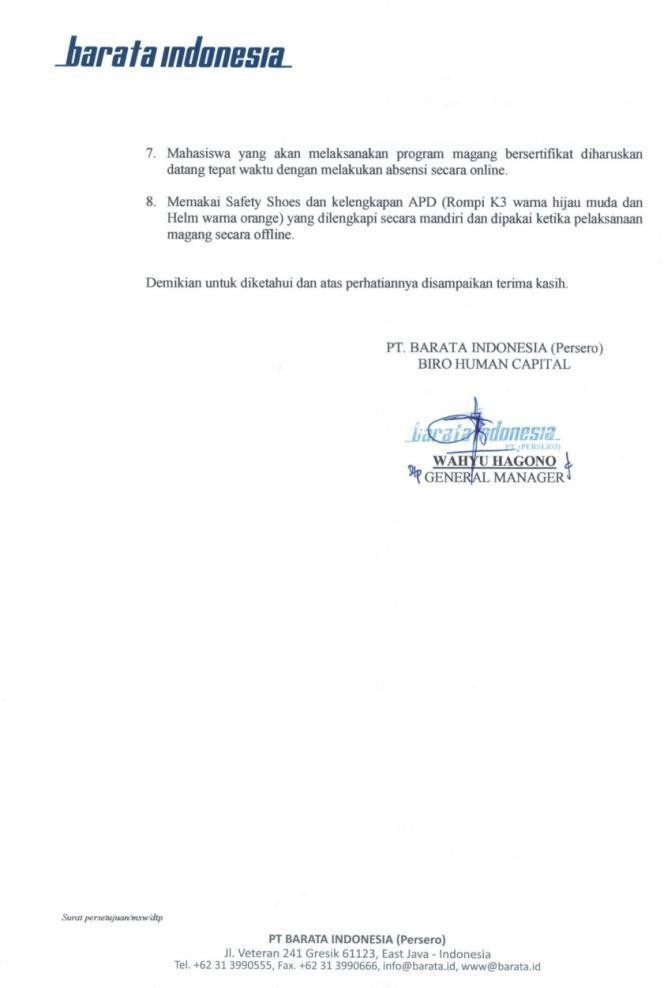 barata indonesia
7. Mahasiswa yang akan melaksanakan program magang bersertifikat diharuskan
datang tepat waktu dengan melakukan absensi secara online.
8. Memakai Safety Shoes dan kelengkapan APD (Rompi K3 warna hijau muda dan
Helm warna orange) yang dilengkapi secara mandiri dan dipakai ketika pelaksanaan
magang secara offline.
Demikian untuk diketahui dan atas perhatiannya disampaikan terima kasih.
PT. BARATA INDONESIA (Persero)
BIRO HUMAN CAPITAL
barata indonesia
PT. (PERSERO)
WAHYU HAGONO
dtp GENERAL MANAGER
Surat persetujuan/msw/dtp
PT BARATA INDONESIA (Persero)
Jl. Veteran 241 Gresik 61123, East Java - Indonesia
Tel. +62 31 3990555, Fax. +62 31 3990666, info@barata.id, www@barata.id